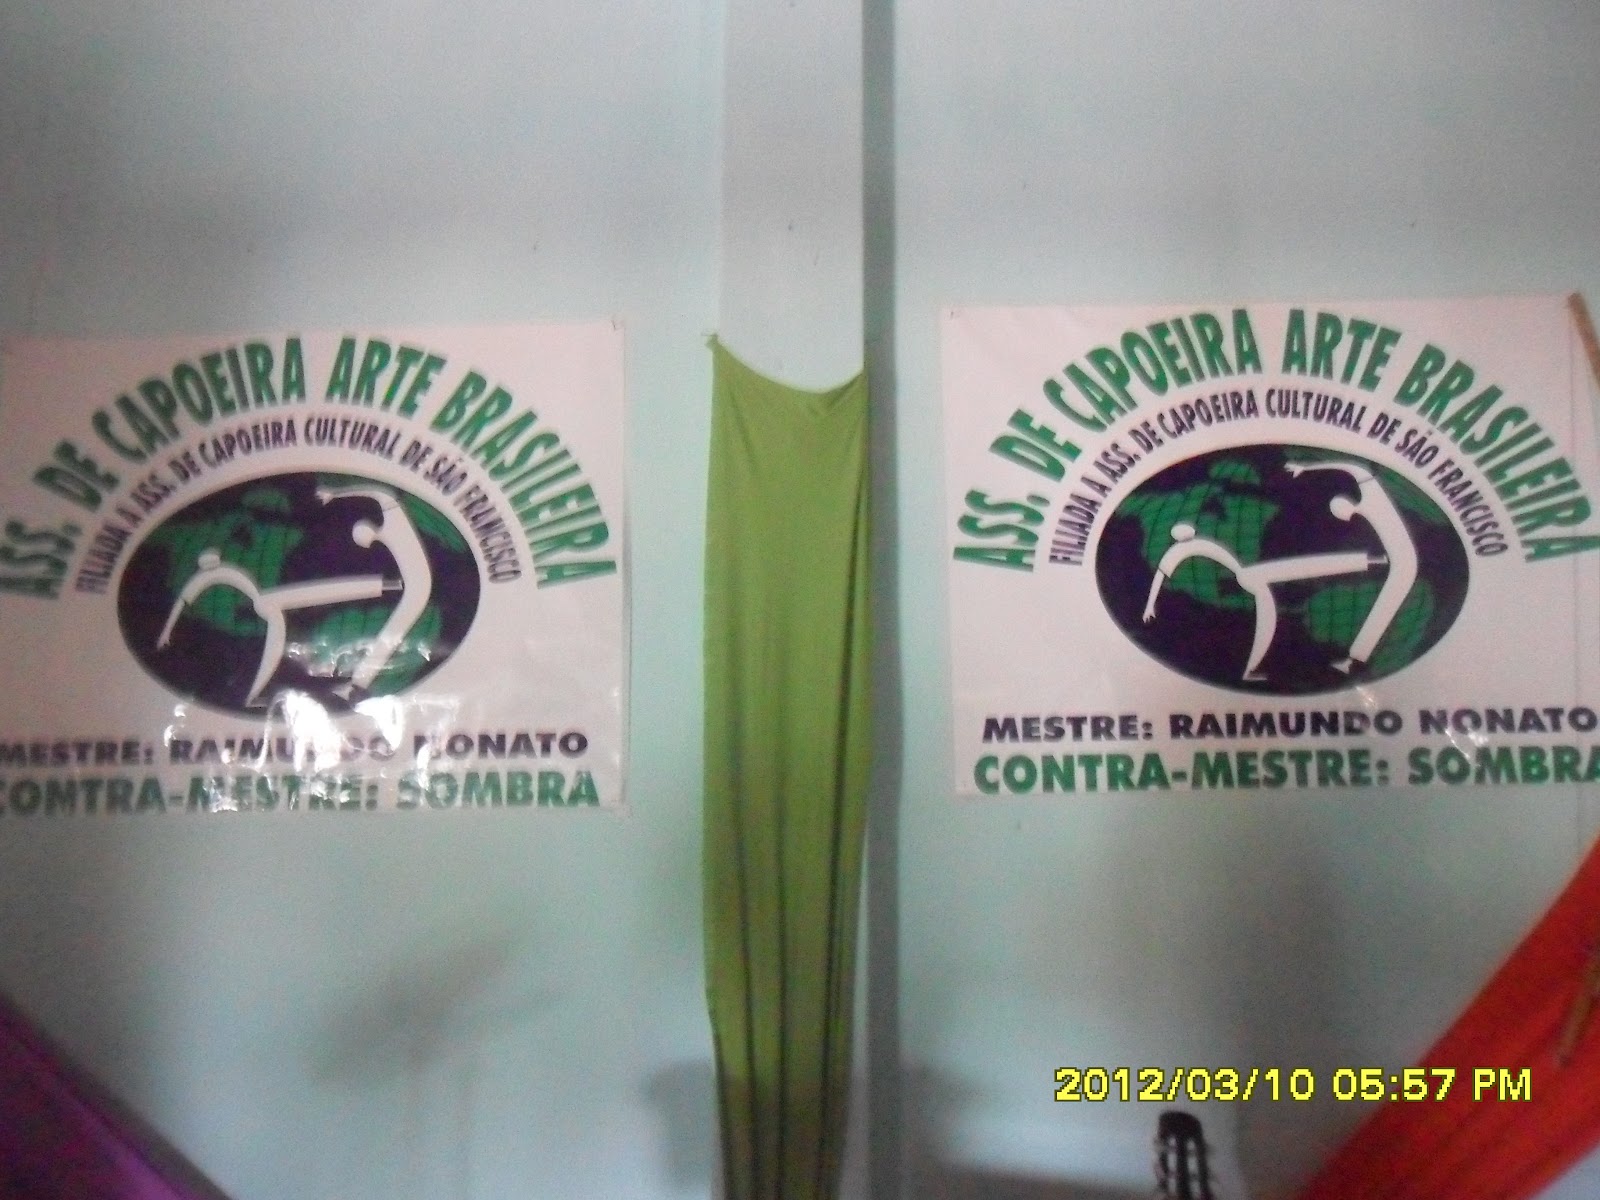 ASS. DE CAPOEIRA ARTE BRASILEIRA
FILIADA A ASS. DE CAPOEIRA CULTURAL DE SÃO FRANCISCO
MESTRE: RAIMUNDO NONATO
CONTRA-MESTRE: SOMBRA
ASS. DE CAPOEIRA ARTE BRASILEIRA
FILIADA A ASS. DE CAPOEIRA CULTURAL DE SÃO FRANCISCO
MESTRE: RAIMUNDO NONATO
CONTRA-MESTRE: SOMBRA
2012/03/10 05:57 PM